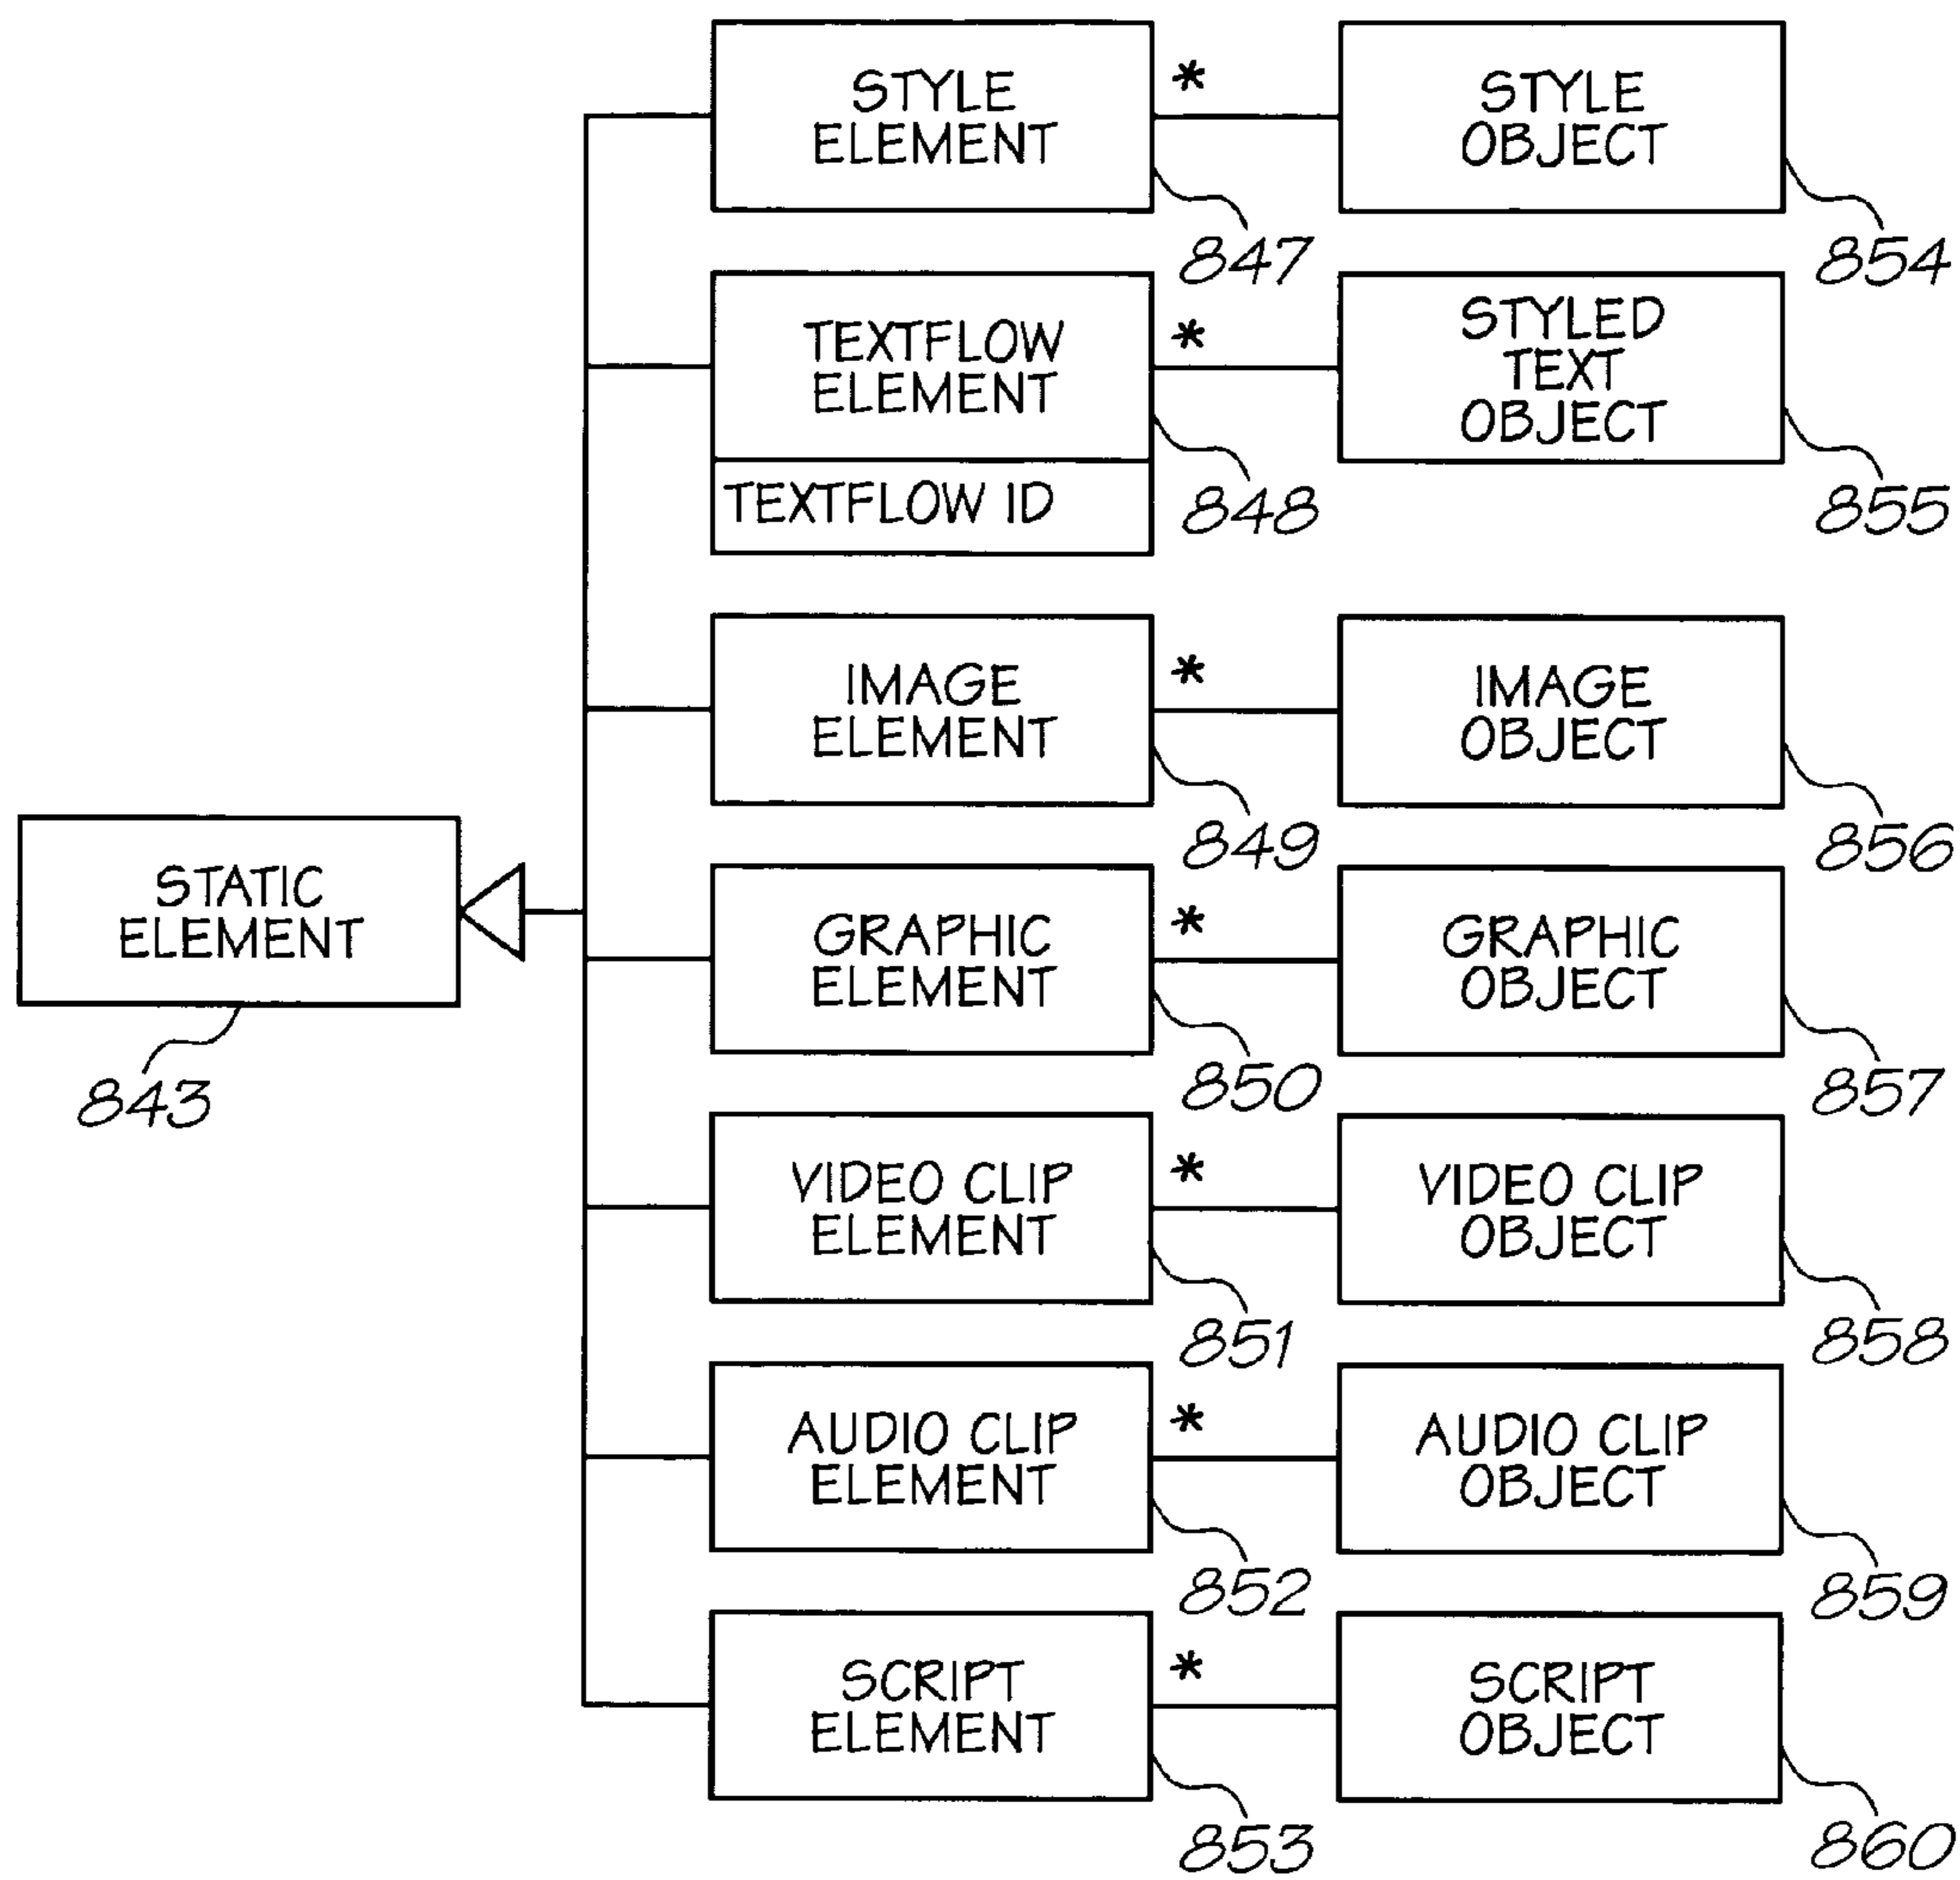 STYLE
ELEMENT
*
STYLE
OBJECT
847
854
TEXTFLOW
ELEMENT
*
STYLED
TEXT
OBJECT
TEXTFLOW ID
848
855
IMAGE
ELEMENT
*
IMAGE
OBJECT
849
856
STATIC
ELEMENT
843
GRAPHIC
ELEMENT
*
GRAPHIC
OBJECT
850
857
VIDEO CLIP
ELEMENT
*
VIDEO CLIP
OBJECT
851
858
AUDIO CLIP
ELEMENT
*
AUDIO CLIP
OBJECT
852
859
SCRIPT
ELEMENT
*
SCRIPT
OBJECT
853
860